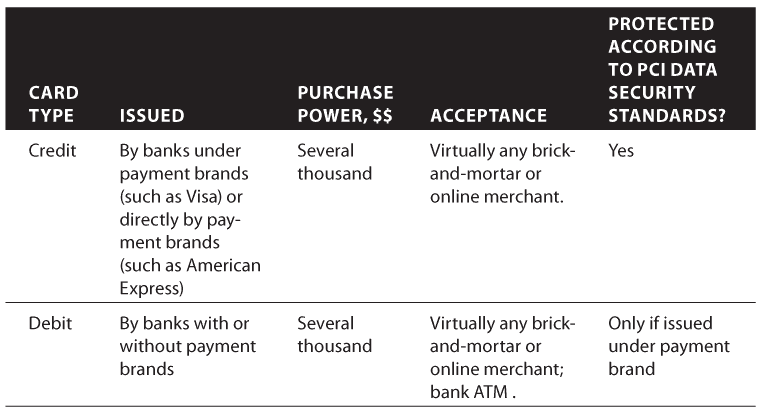 CARD TYPE
ISSUED
PURCHASE POWER, $$
ACCEPTANCE
PROTECTED ACCORDING TO PCI DATA SECURITY STANDARDS?
Credit
By banks under
payment brands
(such as Visa) or
directly by pay-
ment brands
(such as American
Express)
Several
thousand
Virtually any brick-
and-mortar or
online merchant.
Yes
Debit
By banks with or
without payment
brands
Several
thousand
Virtually any brick-
and-mortar or
online merchant;
bank ATM .
Only if issued
under payment
brand